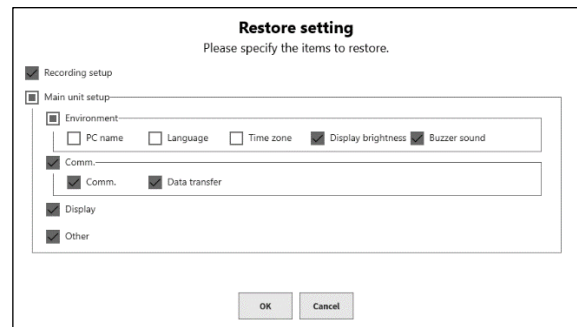 Restore setting
Please specify the items to restore.
Recording setup
Main unit setup
Environment
PC name Language Time zone Display brightness Buzzer sound
Comm.
Comm. Data transfer
Display
Other
OK Cancel